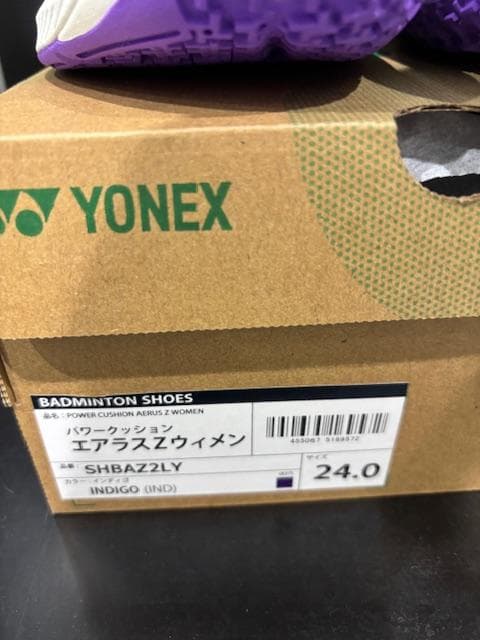 YONEX
BADMINTON SHOES
品名：POWER CUSHION AERUS Z WOMEN
パワークッション
エアラスZウィメン
品番：
SHBAZ2LY
カラー：インディゴ
INDIGO (IND)
サイズ
24.0